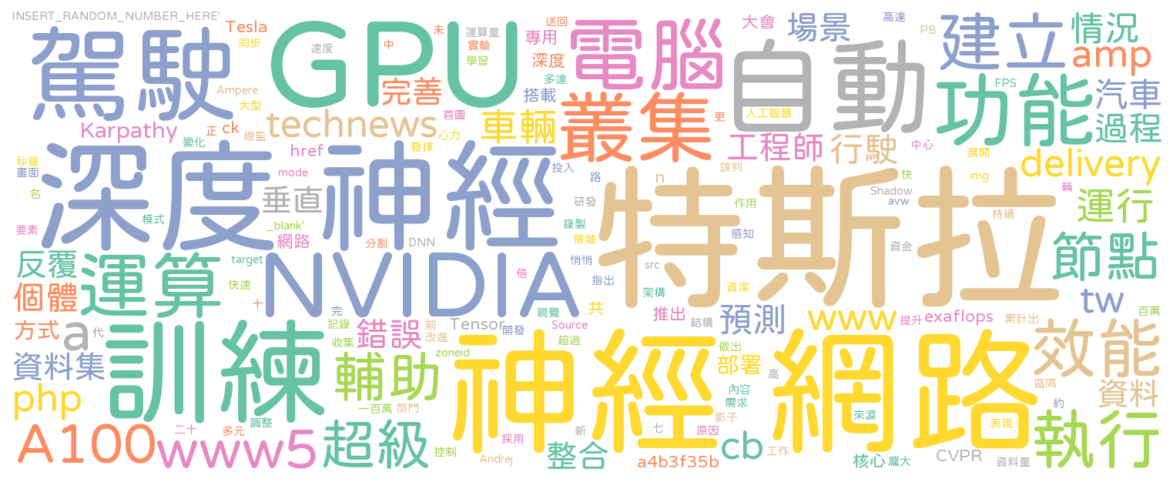 INSERT_RANDOM_NUMBER_HERE'
駕駛
GPU
Tesla
同步
速度
中
未
運算量
實驗
學習
送回
專用
深度
多達
搭載
完善
Ampere
大型
電腦
大會
場景
高達
PB
自動
人工智慧
建立
情況
amp
功能
FPS
汽車
過程
Karpathy
正
ck
總監
變化
technews
首圖
心力
發揮
車輛
叢集
更
工程師
行駛
中心
展開
delivery
秒鐘
畫面
名
要素
深度
神經
href
mode
垂直
模式
_blank'
網路
分割
DNN
投入
路
n
研發
錄製
領域
悄悄
指出
src
架構
特斯拉
誤判
作用
感知
資深
快
Shadow
avw
資金
img
持續
輛
運行
節點
反覆
運算
target
快速
十
NVIDIA
倍
個體
方式
a
代
完
記錄
收集
錯誤
前
改進
Tensor
開發
視覺
Source
超過
共
推出
結構
預測
www
提升
exaflops
累計出
tw
百萬
資料集
訓練
輔助
zoneid
神經
網路
做出
部署
高
內容
需求
影子
來源
約
區隔
表現
效能
資料
php
一百萬
部門
A100
www5
二十
多元
調整
超級
控制
採用
Andrej
新
整合
七
原因
a4b3f35b
cb
工作
核心
龐大
CVPR
資料量
執行